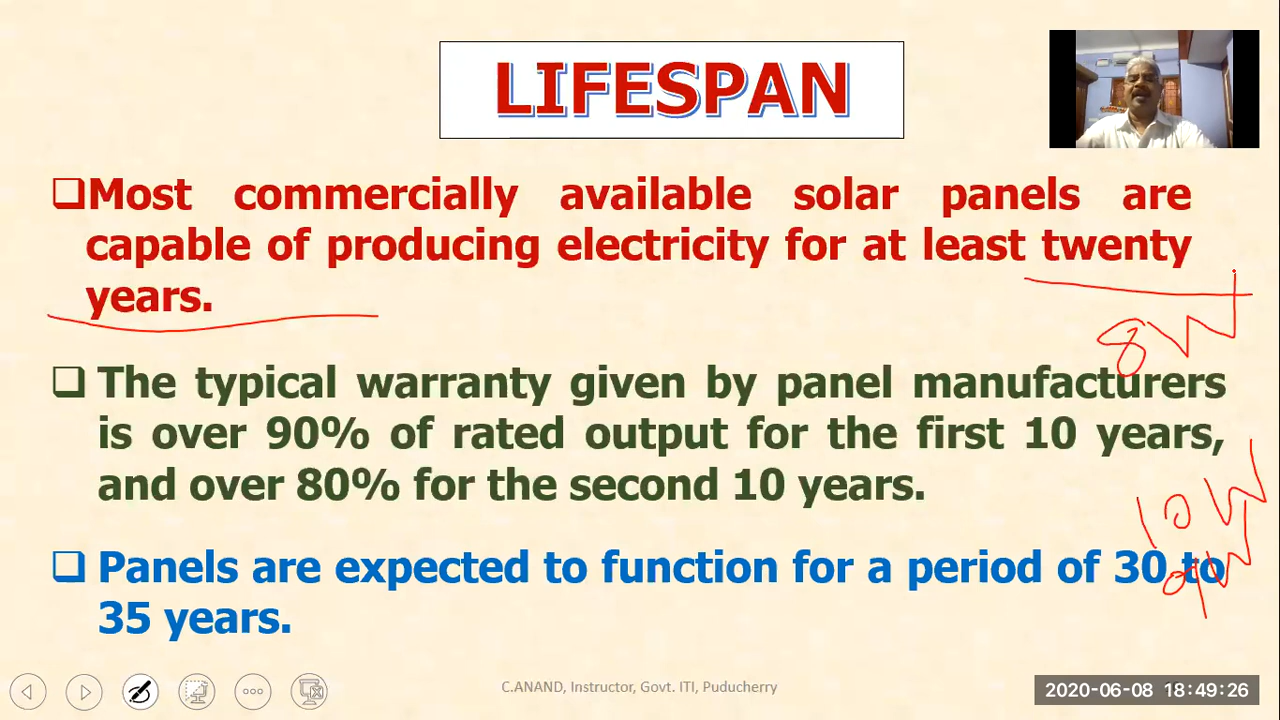 LIFESPAN
❑Most commercially available solar panels are
capable of producing electricity for at least twenty
years.
8W
❑ The typical warranty given by panel manufacturers
is over 90% of rated output for the first 10 years,
and over 80% for the second 10 years.
10W
❑ Panels are expected to function for a period of 30 to
9W
35 years.
C.ANAND, Instructor, Govt. ITI, Puducherry
2020-06-08 18:49:26